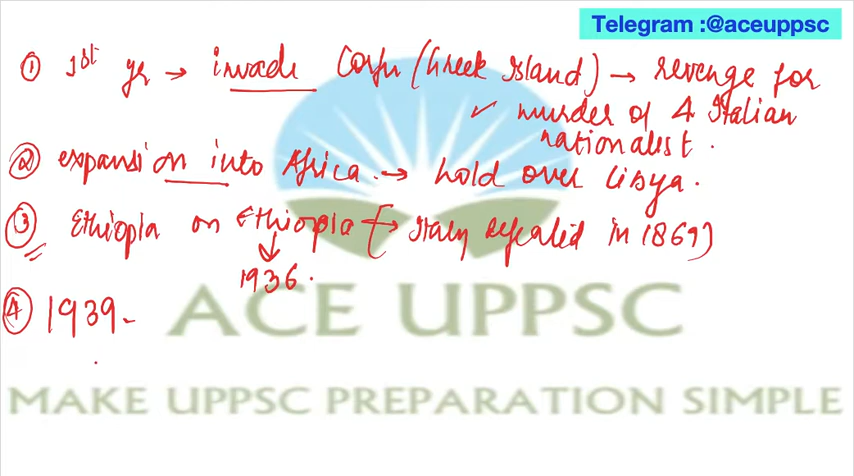 Telegram :@aceuppsc
① 1st yr → invade Corfu (Greek Island) → revenge for
✓ murder of 4 Italian
nationalist.
② expansion into Africa. → hold over Libya.
③ Ethiopia on Ethiopia (→ Italy defeated in 1869)
↓
1936.
④ 1939-
ACE UPPSC
MAKE UPPSC PREPARATION SIMPLE